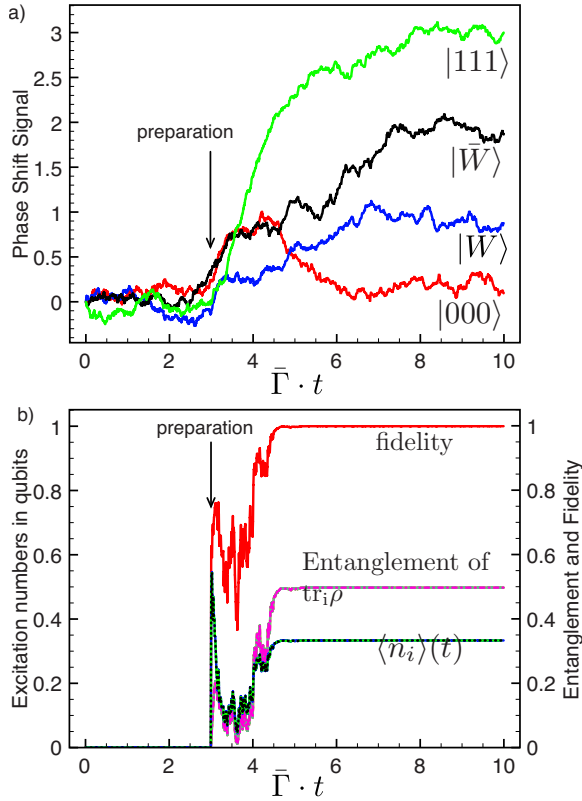 a)
Phase Shift Signal
3
2.5
2
1.5
1
0.5
0
preparation
|111⟩
|W̄⟩
|W⟩
|000⟩
0 2 4 6 8 10
Γ̄ · t
b)
Excitation numbers in qubits
1
0.8
0.6
0.4
0.2
0
preparation
fidelity
Entanglement of
trᵢρ
⟨nᵢ⟩(t)
1
0.8
0.6
0.4
0.2
0
Entanglement and Fidelity
0 2 4 6 8 10
Γ̄ · t